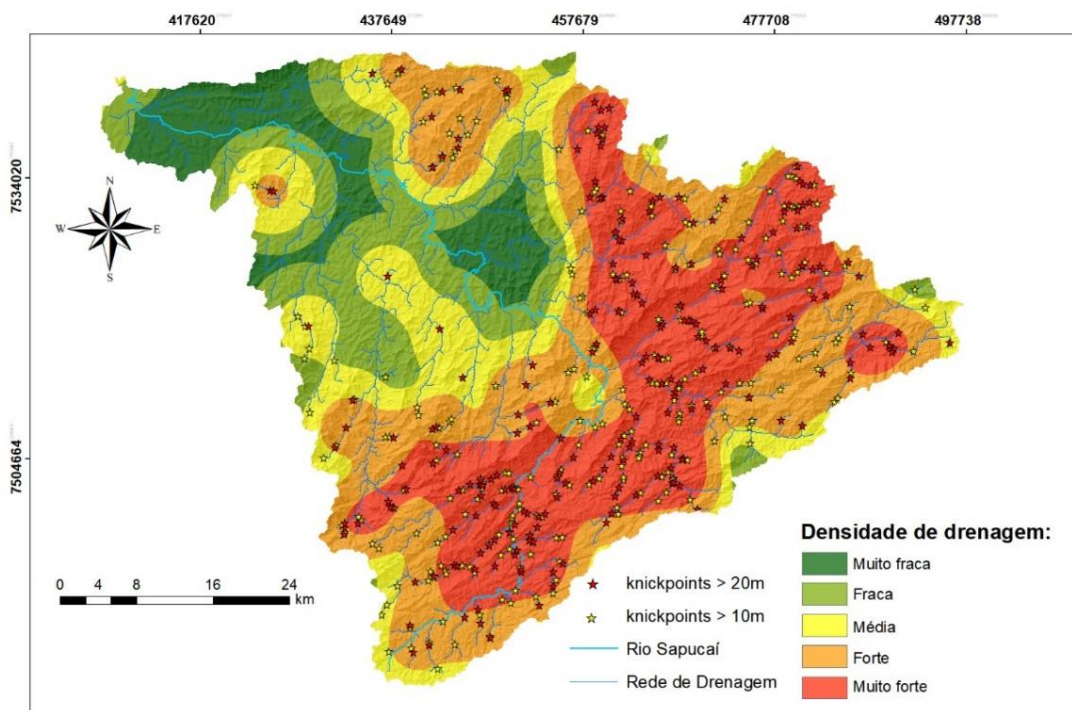 417620 437649 457679 477708 497738
7534020
N
W E
S
7504664
Densidade de drenagem:
Muito fraca
Fraca
Média
Forte
Muito forte
knickpoints > 20m
knickpoints > 10m
Rio Sapucaí
Rede de Drenagem
0 4 8 16 24
km